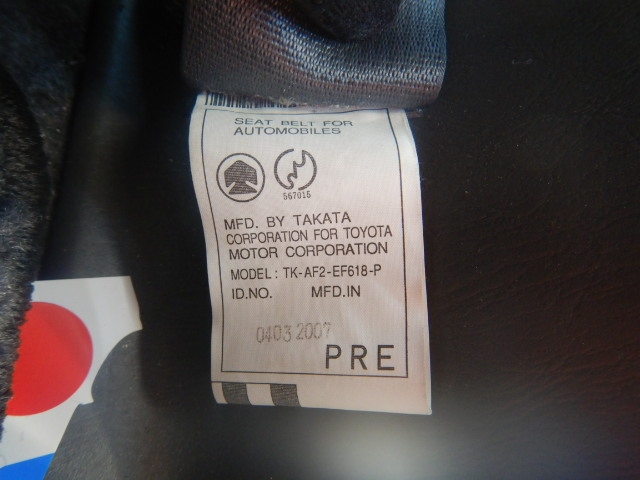 SEAT BELT FOR
AUTOMOBILES
567015
MFD. BY TAKATA
CORPORATION FOR TOYOTA
MOTOR CORPORATION
MODEL: TK-AF2-EF618-P
ID.NO. MFD.IN
0403 2007
PRE